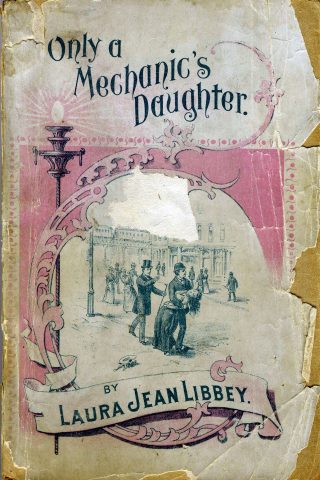 Only a
Mechanic's
Daughter.
BY
LAURA JEAN LIBBEY.